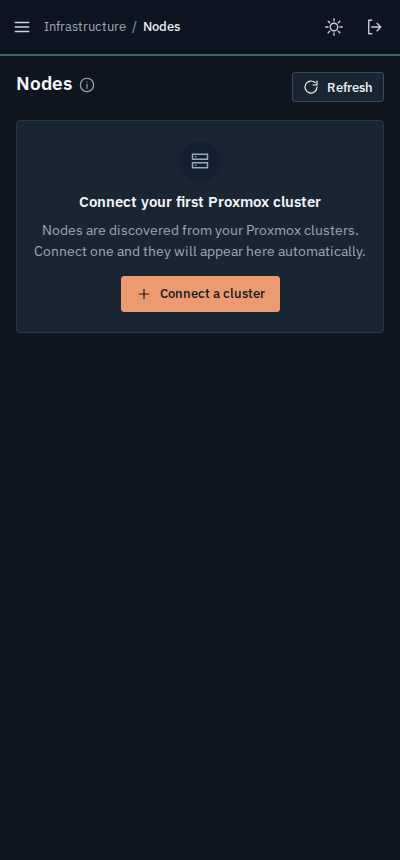 Infrastructure / Nodes
Nodes
Refresh
Connect your first Proxmox cluster
Nodes are discovered from your Proxmox clusters.
Connect one and they will appear here automatically.
Connect a cluster